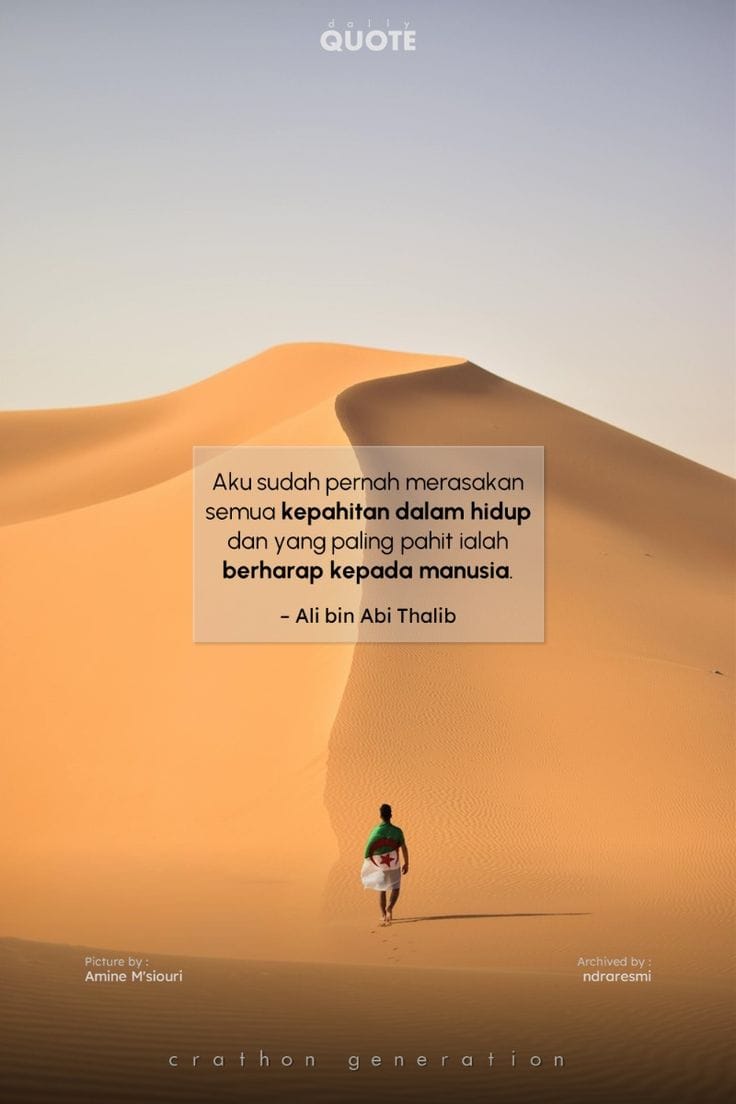 daily
QUOTE
Aku sudah pernah merasakan
semua kepahitan dalam hidup
dan yang paling pahit ialah
berharap kepada manusia.
– Ali bin Abi Thalib
Picture by :
Amine M'siouri
Archived by :
ndraresmi
crathon generation